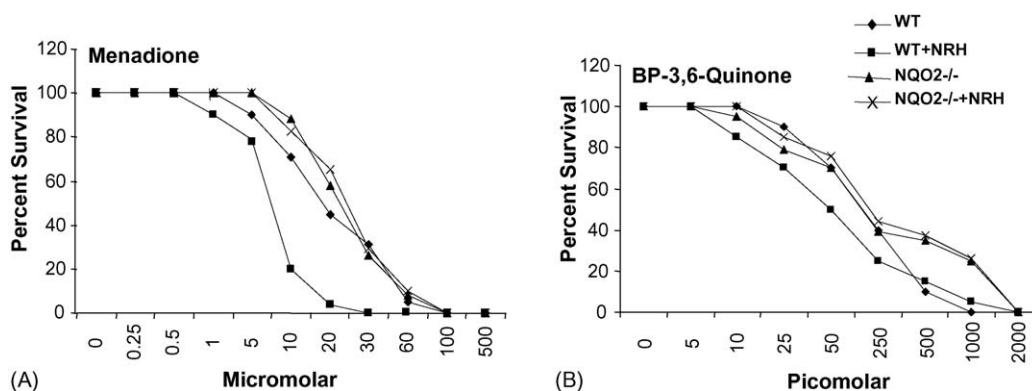 Menadione
Percent Survival
120
100
80
60
40
20
0
0 0.25 0.5 1 5 10 20 30 60 100 500
Micromolar
(A)
BP-3,6-Quinone
WT
WT+NRH
NQO2-/-
NQO2-/-+NRH
Percent Survival
120
100
80
60
40
20
0
0 5 10 25 50 250 500 1000 2000
Picomolar
(B)